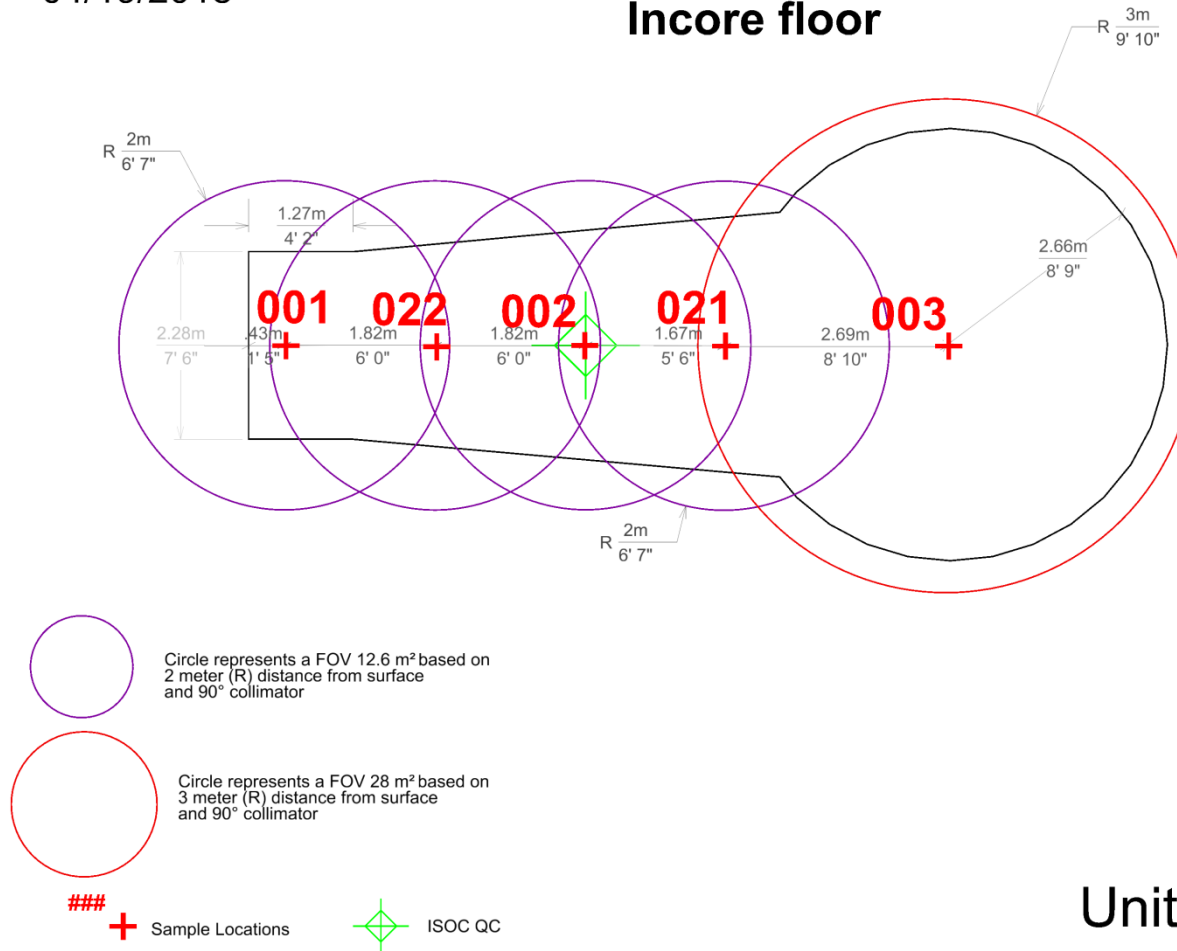 Incore floor
R 3m
9' 10"
R 2m
6' 7"
1.27m
4' 2"
2.66m
8' 9"
001
022
002
021
003
2.28m
7' 6"
.43m
1' 5"
1.82m
6' 0"
1.82m
6' 0"
1.67m
5' 6"
2.69m
8' 10"
R 2m
6' 7"
Circle represents a FOV 12.6 m² based on
2 meter (R) distance from surface
and 90° collimator
Circle represents a FOV 28 m² based on
3 meter (R) distance from surface
and 90° collimator
###
Sample Locations
ISOC QC
Unit